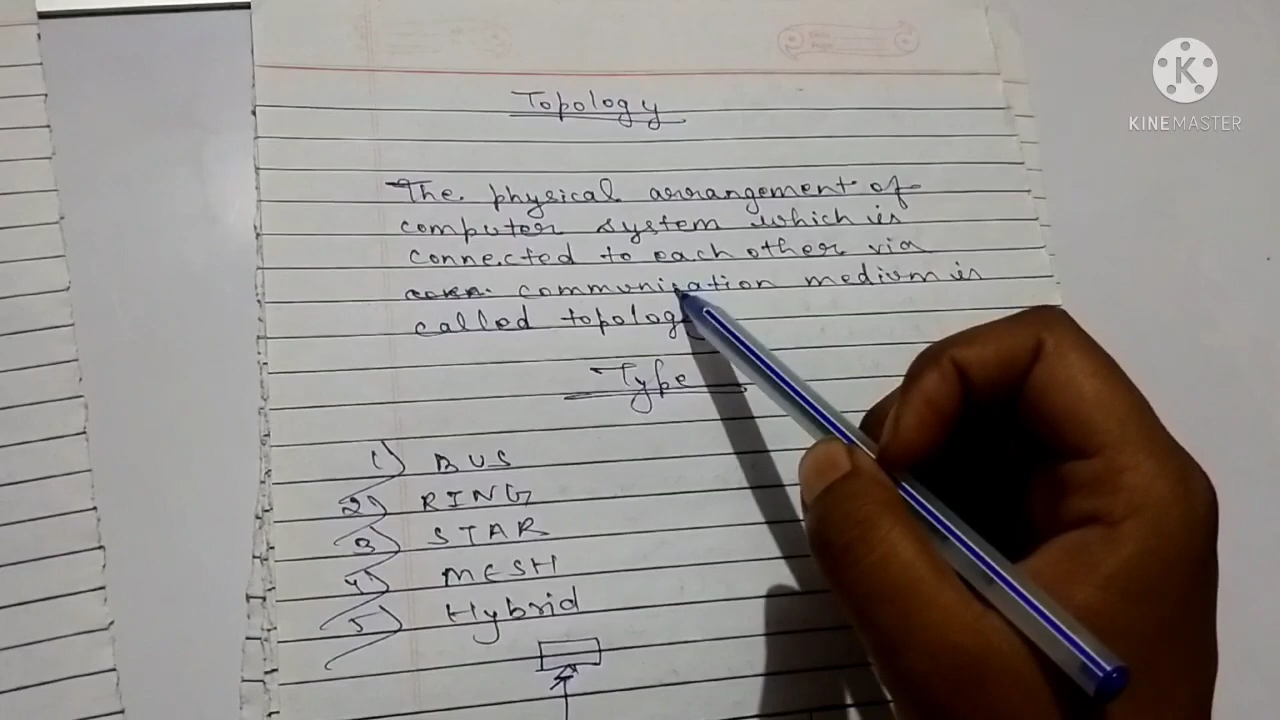 Topology
The physical arrangement of
computer system which is
connected to each other via
communication medium is
called topology
Type
1) BUS
2) RING
3) STAR
4) MESH
5) Hybrid
K
KINEMASTER